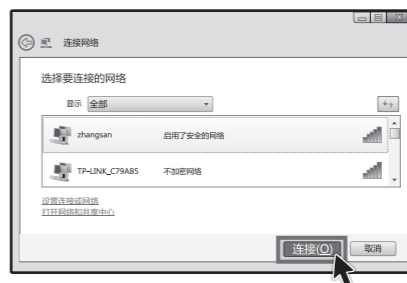 连接网络
选择要连接的网络
显示 全部
zhangsan 启用了安全的网络
TP-LINK_C79AB5 不加密网络
设置连接或网络
打开网络和共享中心
连接(O) 取消